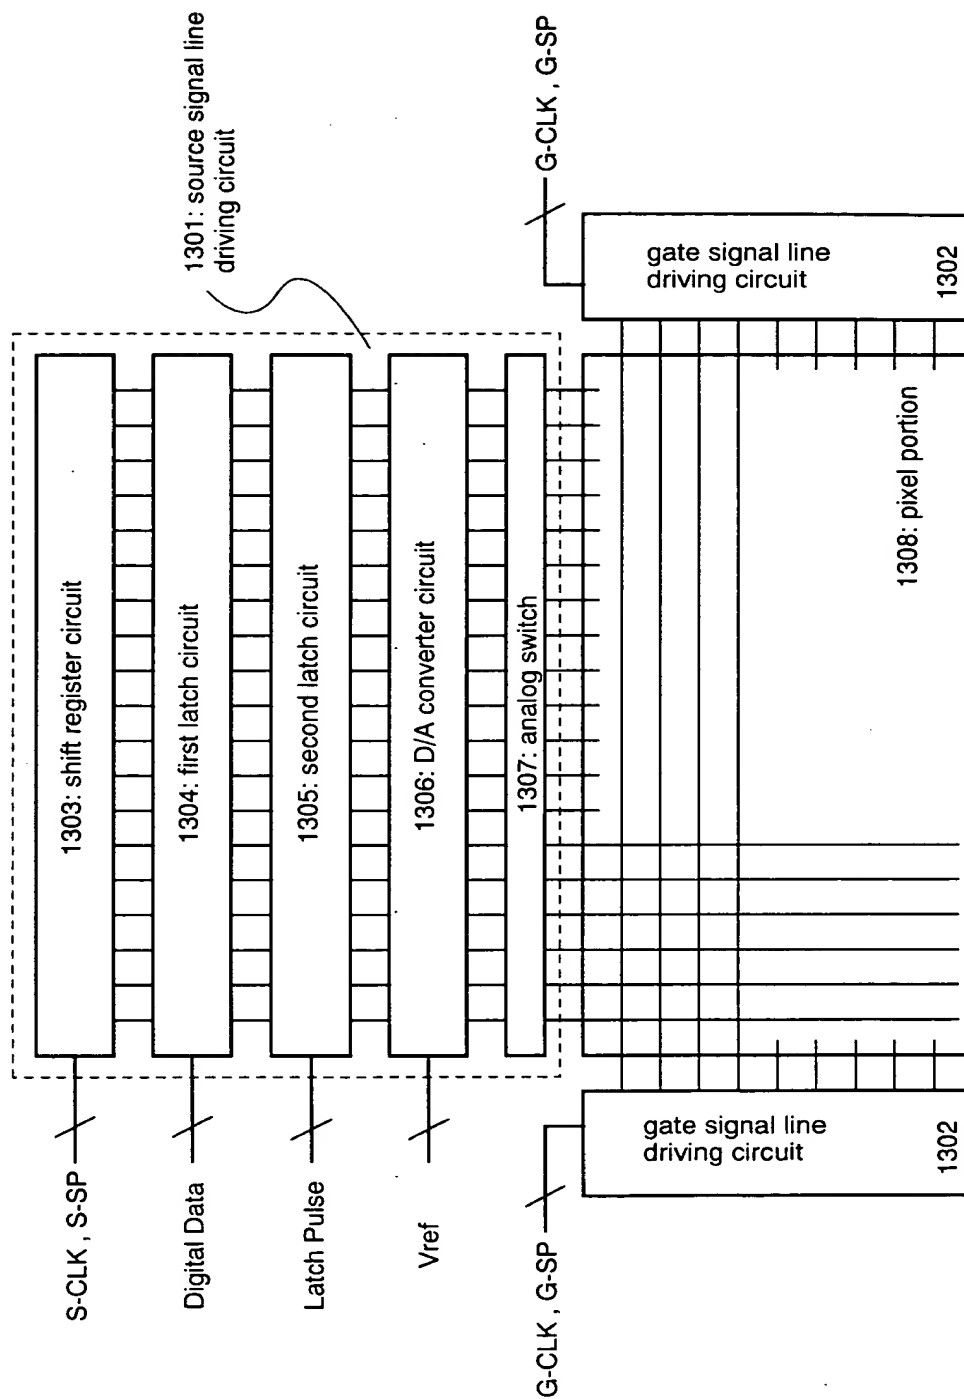 1301: source signal line
driving circuit
S-CLK , S-SP
1303: shift register circuit
Digital Data
1304: first latch circuit
Latch Pulse
1305: second latch circuit
Vref
1306: D/A converter circuit
1307: analog switch
G-CLK , G-SP
G-CLK , G-SP
gate signal line
driving circuit
1302
gate signal line
driving circuit
1302
1308: pixel portion